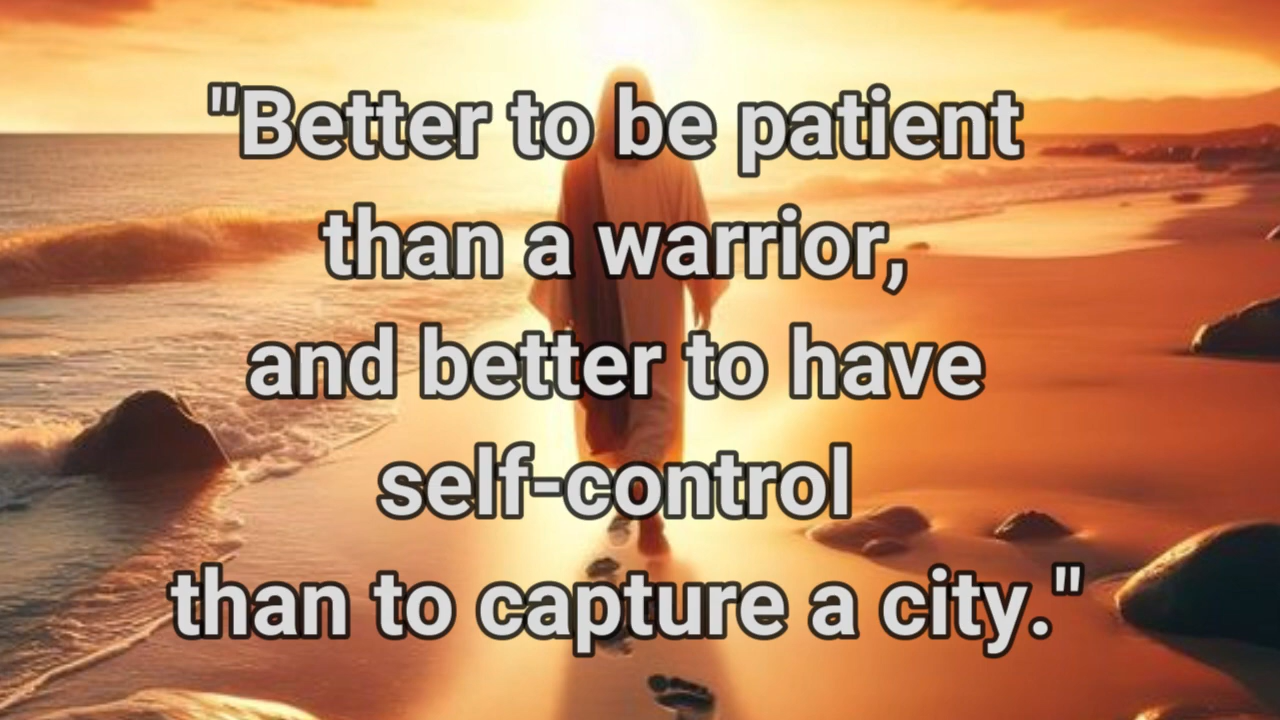 "Better to be patient
than a warrior,
and better to have
self-control
than to capture a city."